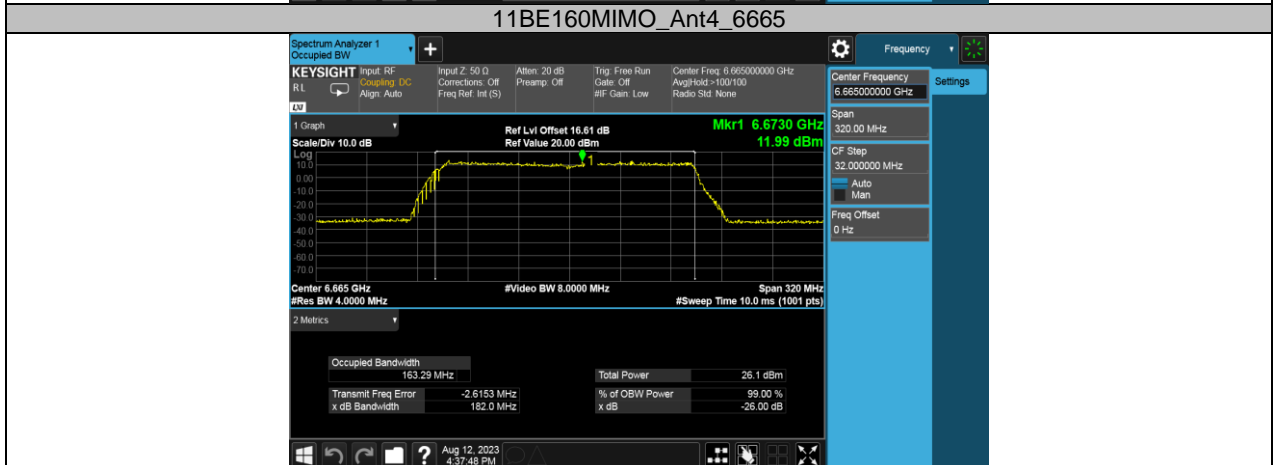 11BE160MIMO_Ant4_6665
Spectrum Analyzer 1
Occupied BW
+
Frequency
KEYSIGHT
R L
LXI
Input: RF
Coupling: DC
Align: Auto
Input Z: 50 Ω
Corrections: Off
Freq Ref: Int (S)
Atten: 20 dB
Preamp: Off
Trig: Free Run
Gate: Off
#IF Gain: Low
Center Freq: 6.665000000 GHz
Avg|Hold:>100/100
Radio Std: None
Center Frequency
6.665000000 GHz
Settings
Span
320.00 MHz
CF Step
32.000000 MHz
Auto
Man
Freq Offset
0 Hz
1 Graph
Scale/Div 10.0 dB
Ref Lvl Offset 16.61 dB
Ref Value 20.00 dBm
Mkr1 6.6730 GHz
11.99 dBm
Log
10.0
0.00
-10.0
-20.0
-30.0
-40.0
-50.0
-60.0
-70.0
1
Center 6.665 GHz
#Res BW 4.0000 MHz
#Video BW 8.0000 MHz
Span 320 MHz
#Sweep Time 10.0 ms (1001 pts)
2 Metrics
Occupied Bandwidth
163.29 MHz
Total Power 26.1 dBm
Transmit Freq Error -2.6153 MHz
% of OBW Power 99.00 %
x dB Bandwidth 182.0 MHz
x dB -26.00 dB
?
Aug 12, 2023
4:37:48 PM